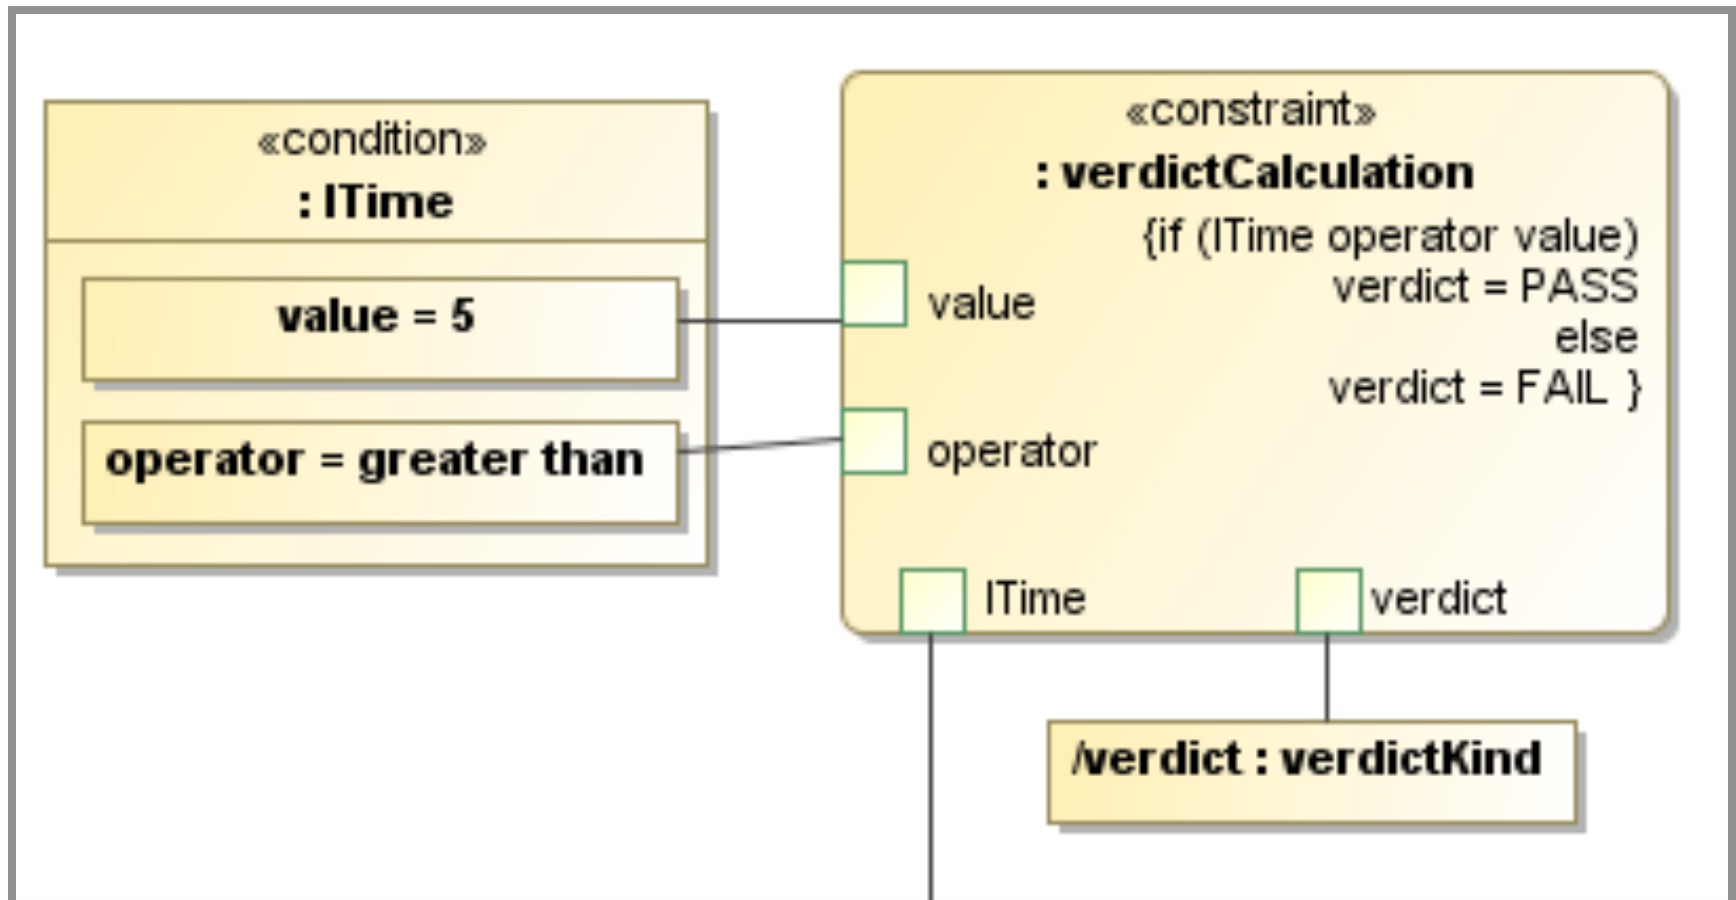 «condition»
: lTime
value = 5
operator = greater than
«constraint»
: verdictCalculation
{if (lTime operator value)
verdict = PASS
else
verdict = FAIL }
value
operator
lTime
verdict
/verdict : verdictKind